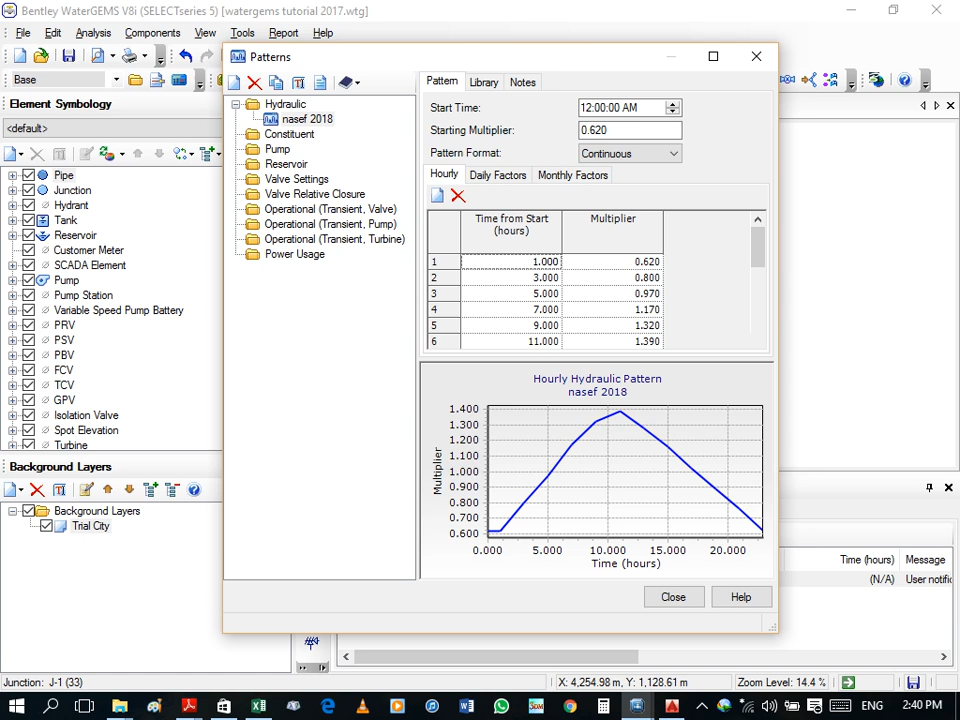 Bentley WaterGEMS V8i (SELECTseries 5) [watergems tutorial 2017.wtg]
File Edit Analysis Components View Tools Report Help
Base
Element Symbology
<default>
Pipe
Junction
Hydrant
Tank
Reservoir
Customer Meter
SCADA Element
Pump
Pump Station
Variable Speed Pump Battery
PRV
PSV
PBV
FCV
TCV
GPV
Isolation Valve
Spot Elevation
Turbine
Background Layers
Background Layers
Trial City
Patterns
Hydraulic
nasef 2018
Constituent
Pump
Reservoir
Valve Settings
Valve Relative Closure
Operational (Transient, Valve)
Operational (Transient, Pump)
Operational (Transient, Turbine)
Power Usage
Pattern Library Notes
Start Time: 12:00:00 AM
Starting Multiplier: 0.620
Pattern Format: Continuous
Hourly Daily Factors Monthly Factors
Time from Start (hours) Multiplier
1 1.000 0.620
2 3.000 0.800
3 5.000 0.970
4 7.000 1.170
5 9.000 1.320
6 11.000 1.390
Hourly Hydraulic Pattern
nasef 2018
Multiplier
1.400
1.300
1.200
1.100
1.000
0.900
0.800
0.700
0.600
0.000 5.000 10.000 15.000 20.000
Time (hours)
Close Help
Time (hours) Message
(N/A) User notific
Junction: J-1 (33) X: 4,254.98 m, Y: 1,128.61 m Zoom Level: 14.4 %
ENG 2:40 PM